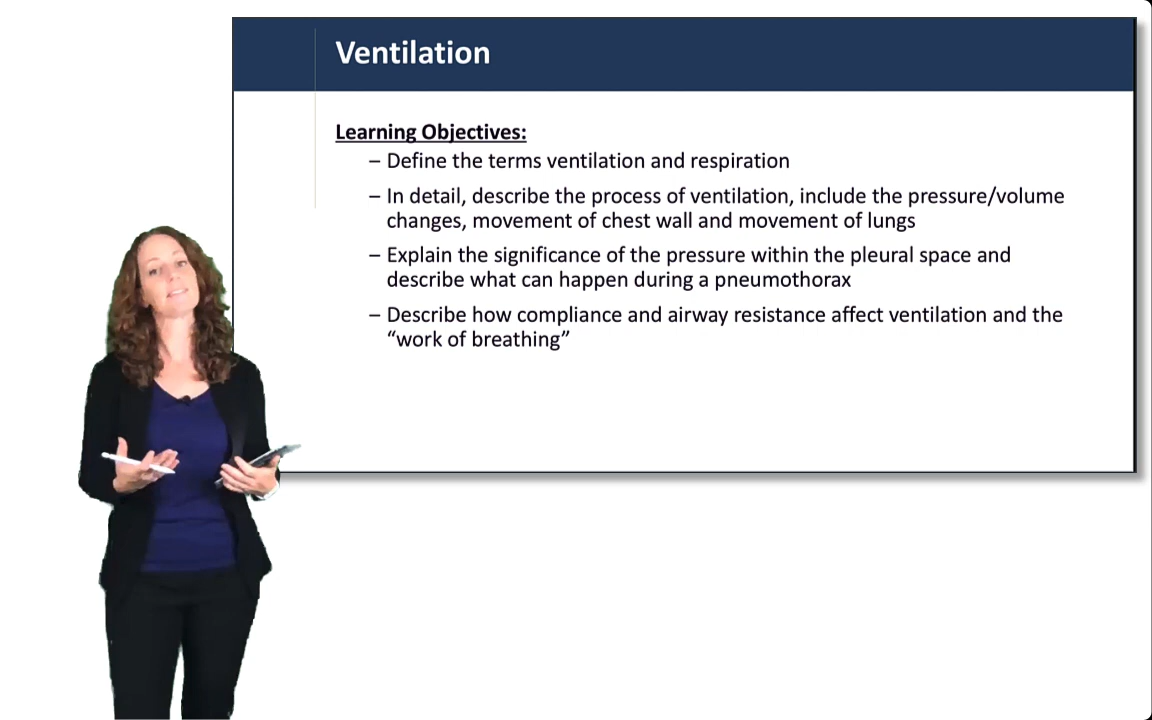 Ventilation
Learning Objectives:
– Define the terms ventilation and respiration
– In detail, describe the process of ventilation, include the pressure/volume
changes, movement of chest wall and movement of lungs
– Explain the significance of the pressure within the pleural space and
describe what can happen during a pneumothorax
– Describe how compliance and airway resistance affect ventilation and the
“work of breathing”